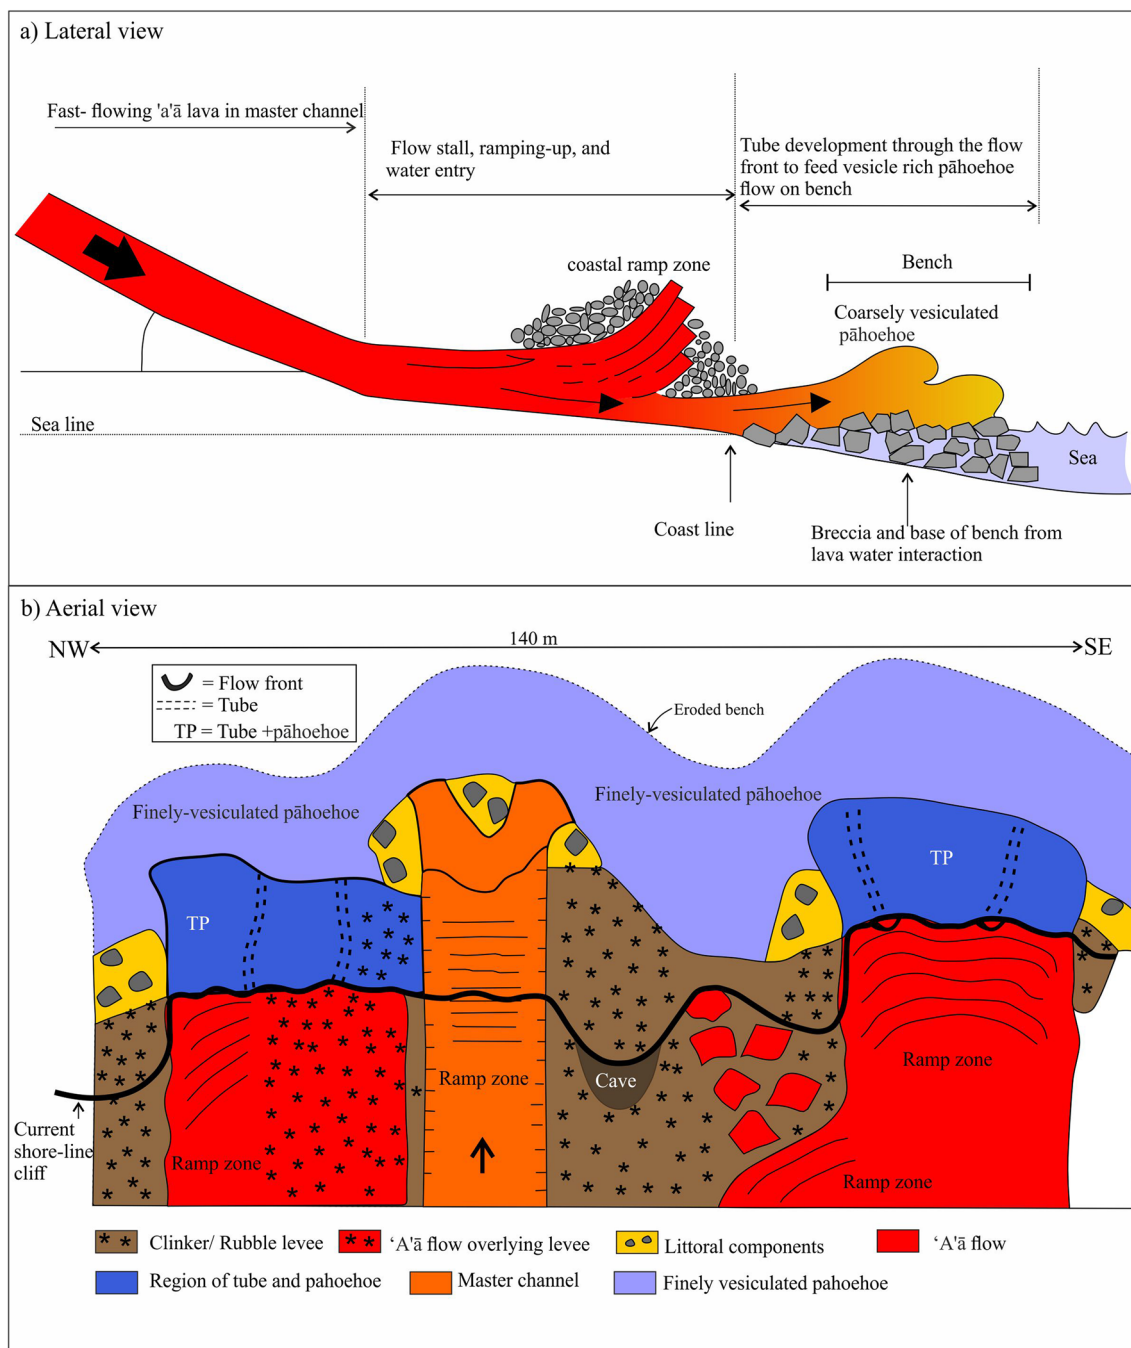 a) Lateral view
Fast- flowing 'a'ā lava in master channel
Flow stall, ramping-up, and
water entry
Tube development through the flow
front to feed vesicle rich pāhoehoe
flow on bench
coastal ramp zone
Bench
Coarsely vesiculated
pāhoehoe
Sea line
Sea
Coast line
Breccia and base of bench from
lava water interaction
b) Aerial view
NW
140 m
SE
= Flow front
= Tube
TP = Tube +pāhoehoe
Eroded bench
Finely-vesiculated pāhoehoe
Finely-vesiculated pāhoehoe
TP
TP
Ramp zone
Cave
Ramp zone
Current
shore-line
cliff
Ramp zone
Ramp zone
Clinker/ Rubble levee
‘A'ā flow overlying levee
Littoral components
‘A'ā flow
Region of tube and pahoehoe
Master channel
Finely vesiculated pahoehoe